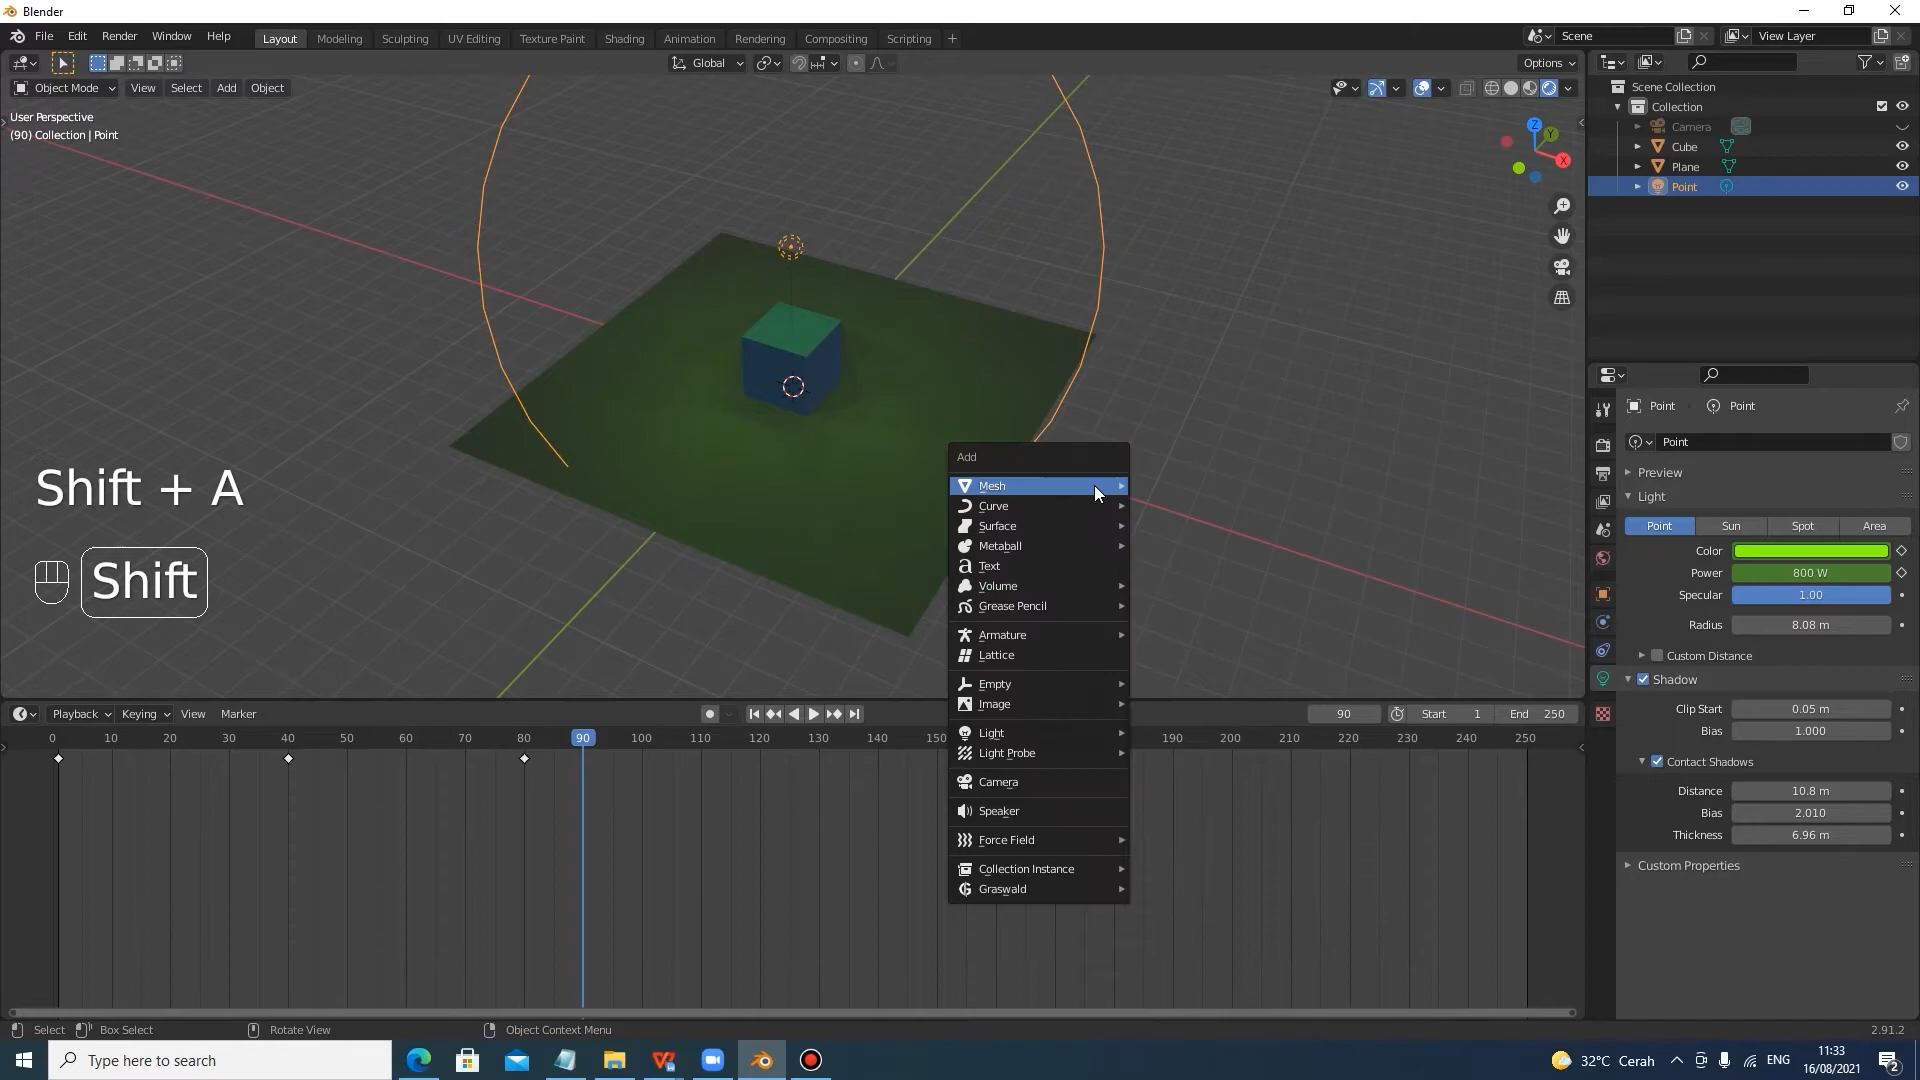 Blender
File Edit Render Window Help
Layout Modeling Sculpting UV Editing Texture Paint Shading Animation Rendering Compositing Scripting +
Scene View Layer
Global Options
Object Mode View Select Add Object
User Perspective
(90) Collection | Point
Z Y X
Scene Collection
Collection
Camera
Cube
Plane
Point
Shift + A
Shift
Add
Mesh
Curve
Surface
Metaball
Text
Volume
Grease Pencil
Armature
Lattice
Empty
Image
Light
Light Probe
Camera
Speaker
Force Field
Collection Instance
Graswald
Point Point
Point
Preview
Light
Point Sun Spot Area
Color
Power 800 W
Specular 1.00
Radius 8.08 m
Custom Distance
Shadow
Clip Start 0.05 m
Bias 1.000
Contact Shadows
Distance 10.8 m
Bias 2.010
Thickness 6.96 m
Custom Properties
Playback Keying View Marker
90 Start 1 End 250
0 10 20 30 40 50 60 70 80 90 100 110 120 130 140 190 200 210 220 230 240 250
Select Box Select Rotate View Object Context Menu 2.91.2
Type here to search
32°C Cerah ENG
11:33
16/08/2021
2